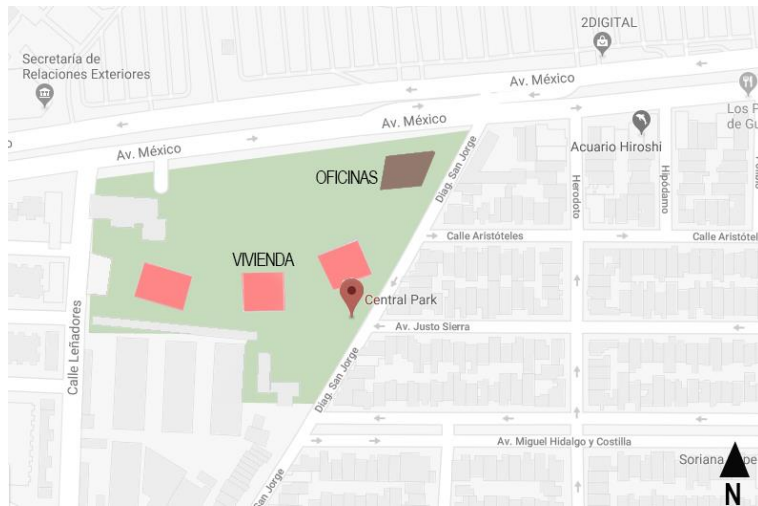 2DIGITAL
Secretaría de
Relaciones Exteriores
Av. México
Av. México
Av. México
Los P
de Gu
Acuario Hiroshi
OFICINAS
Diag. San Jorge
Herodoto
Hipódamo
Calle Aristóteles
Calle Aristótel
VIVIENDA
Central Park
Av. Justo Sierra
Calle Leñadores
Diag. San Jorge
Av. Miguel Hidalgo y Costilla
Soriana
San Jorge
N